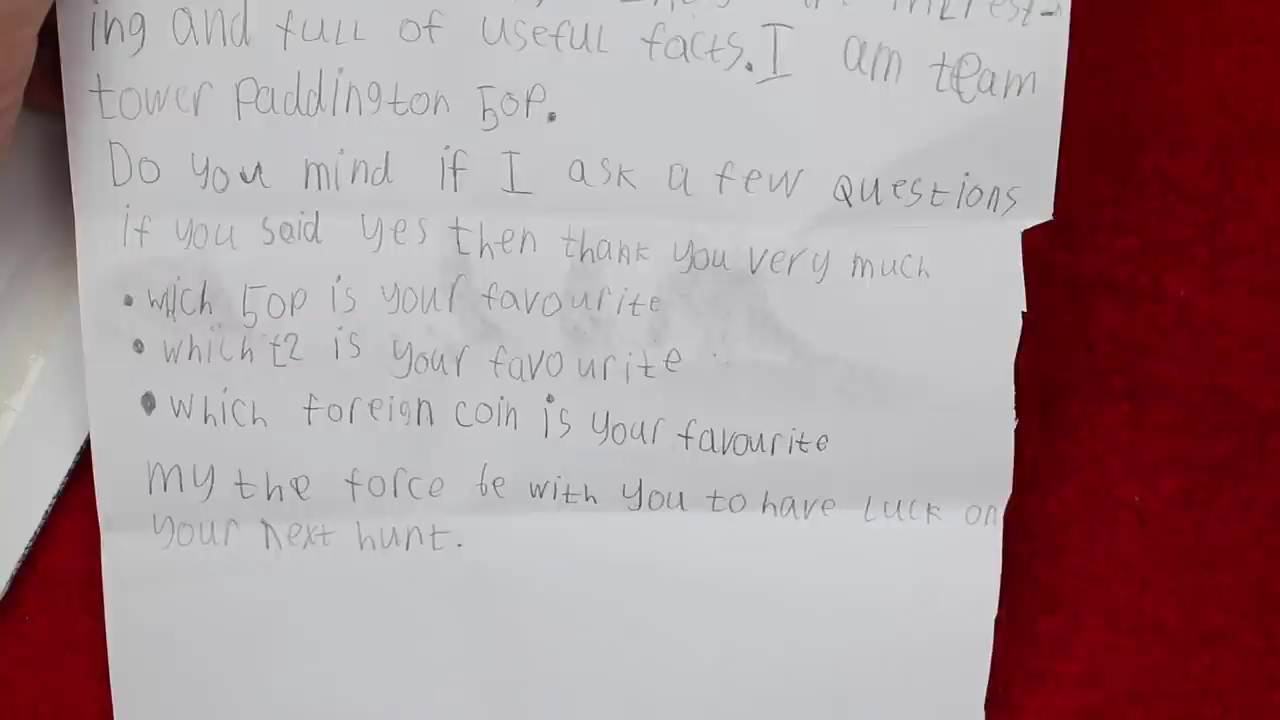 interest-
ing and full of useful facts. I am team
tower Paddington 50P.
Do you mind if I ask a few questions
if you said yes then thank you very much
• wich 50p is your favourite
• which £2 is your favourite
• which foreign coin is your favourite
my the force be with you to have luck on
your next hunt.